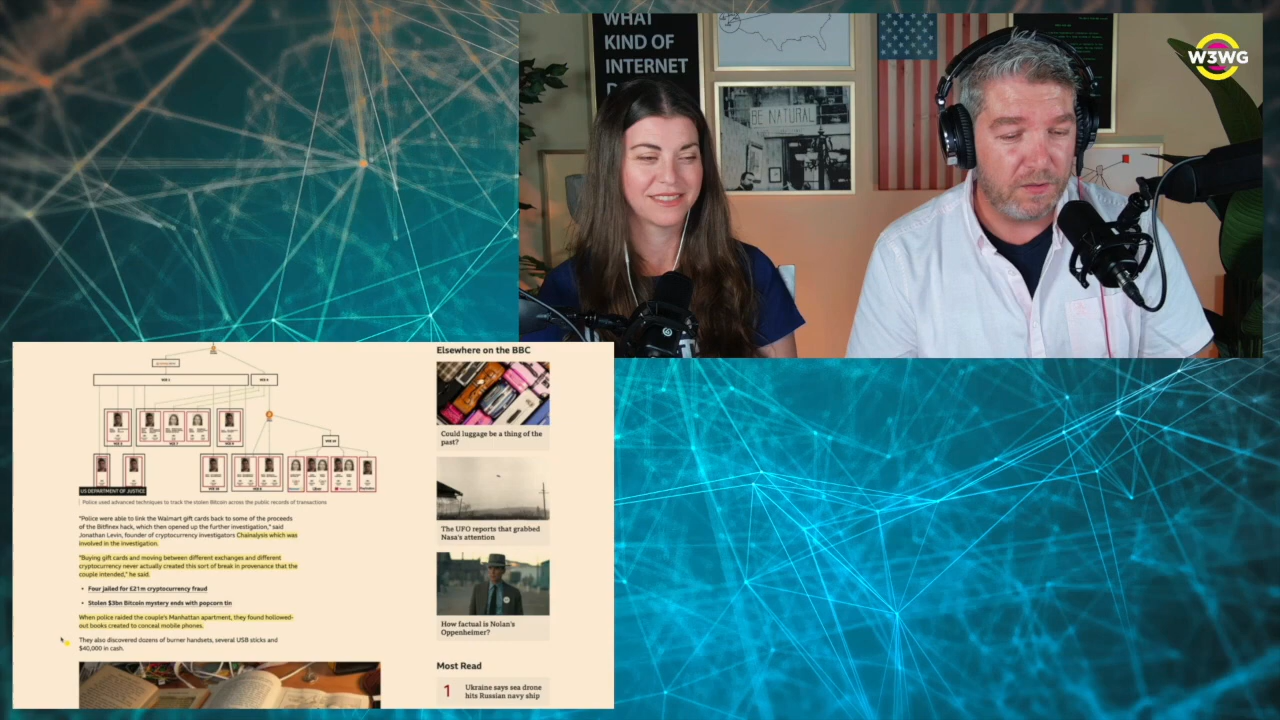 WHAT
KIND OF
INTERNET
BE NATURAL
W3WG
US DEPARTMENT OF JUSTICE
Police used advanced techniques to track the stolen Bitcoin across the public records of transactions
"Police were able to link the Walmart gift cards back to some of the proceeds
of the Bitfinex hack, which then opened up the further investigation," said
Jonathan Levin, founder of cryptocurrency investigators Chainalysis which was
involved in the investigation.
"Buying gift cards and moving between different exchanges and different
cryptocurrency never actually created this sort of break in provenance that the
couple intended," he said.
Four jailed for £21m cryptocurrency fraud
Stolen $3bn Bitcoin mystery ends with popcorn tin
When police raided the couple's Manhattan apartment, they found hollowed-
out books created to conceal mobile phones.
They also discovered dozens of burner handsets, several USB sticks and
$40,000 in cash.
Elsewhere on the BBC
Could luggage be a thing of the
past?
The UFO reports that grabbed
Nasa's attention
How factual is Nolan's
Oppenheimer?
Most Read
1 Ukraine says sea drone
hits Russian navy ship